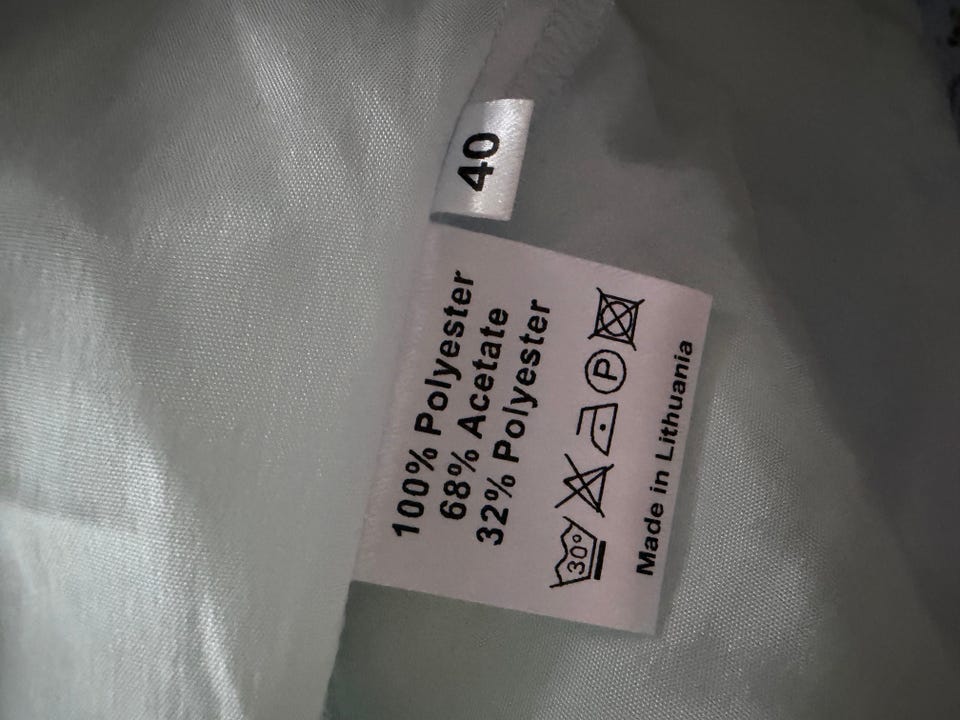 40
100% Polyester
68% Acetate
32% Polyester
30° P
Made in Lithuania